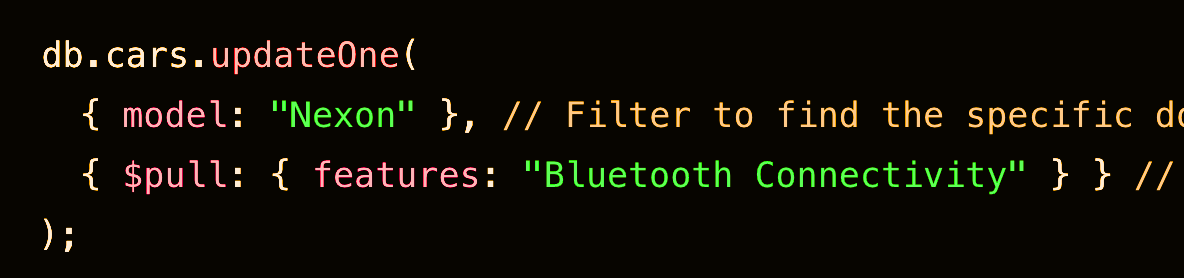 db.cars.updateOne(
{ model: "Nexon" }, // Filter to find the specific
{ $pull: { features: "Bluetooth Connectivity" } } //
);